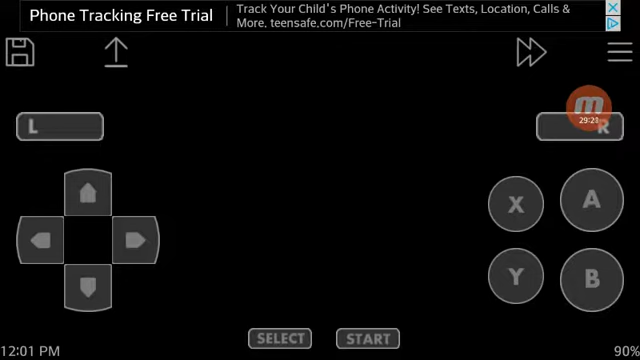 Phone Tracking Free Trial
Track Your Child's Phone Activity! See Texts, Location, Calls &
More. teensafe.com/Free-Trial
L
R
29:21
X
A
Y
B
SELECT
START
12:01 PM
90%